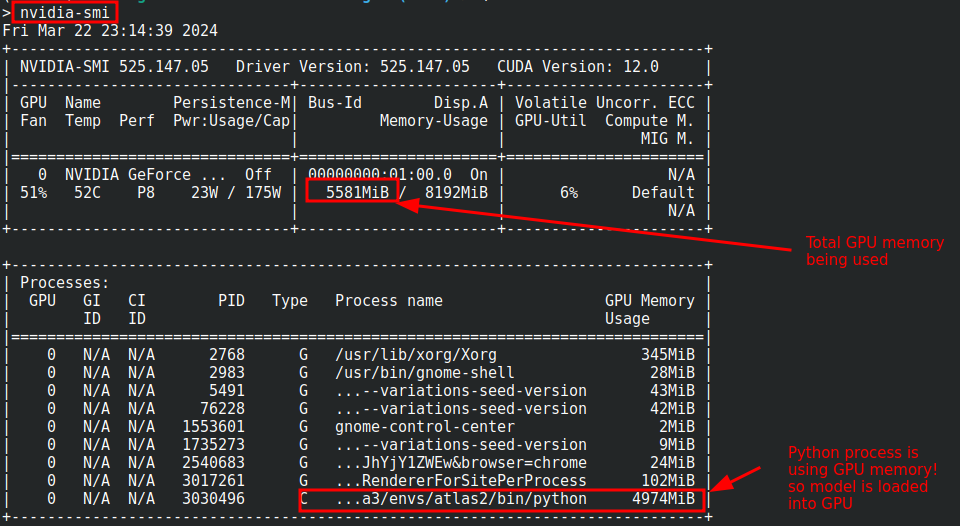 > nvidia-smi
Fri Mar 22 23:14:39 2024
+-----------------------------------------------------------------------------+
| NVIDIA-SMI 525.147.05   Driver Version: 525.147.05   CUDA Version: 12.0     |
|-------------------------------+----------------------+----------------------+
| GPU  Name        Persistence-M| Bus-Id        Disp.A | Volatile Uncorr. ECC |
| Fan  Temp  Perf  Pwr:Usage/Cap|         Memory-Usage | GPU-Util  Compute M. |
|                               |                      |               MIG M. |
|===============================+======================+======================|
|   0  NVIDIA GeForce ...  Off  | 00000000:01:00.0  On |                  N/A |
| 51%   52C    P8    23W / 175W |   5581MiB /  8192MiB |      6%      Default |
|                               |                      |                  N/A |
+-------------------------------+----------------------+----------------------+
Total GPU memory
being used
+-----------------------------------------------------------------------------+
| Processes:                                                                  |
|  GPU   GI   CI        PID   Type   Process name                  GPU Memory |
|        ID   ID                                                   Usage      |
|=============================================================================|
|    0   N/A  N/A      2768      G   /usr/lib/xorg/Xorg                345MiB |
|    0   N/A  N/A      2983      G   /usr/bin/gnome-shell               28MiB |
|    0   N/A  N/A      5491      G   ...--variations-seed-version       43MiB |
|    0   N/A  N/A     76228      G   ...--variations-seed-version       42MiB |
|    0   N/A  N/A   1553601      G   gnome-control-center                2MiB |
|    0   N/A  N/A   1735273      G   ...--variations-seed-version        9MiB |
|    0   N/A  N/A   2540683      G   ...JhYjY1ZWEw&browser=chrome       24MiB |
|    0   N/A  N/A   3017261      G   ...RendererForSitePerProcess      102MiB |
|    0   N/A  N/A   3030496      C   ...a3/envs/atlas2/bin/python     4974MiB |
+-----------------------------------------------------------------------------+
Python process is
using GPU memory!
so model is loaded
into GPU